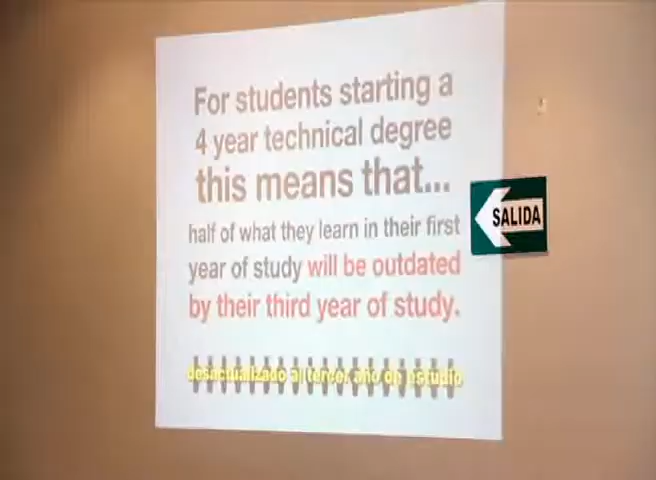 For students starting a
4 year technical degree
this means that...
half of what they learn in their first
year of study will be outdated
by their third year of study.
desactualizado al tercer año de estudio
SALIDA